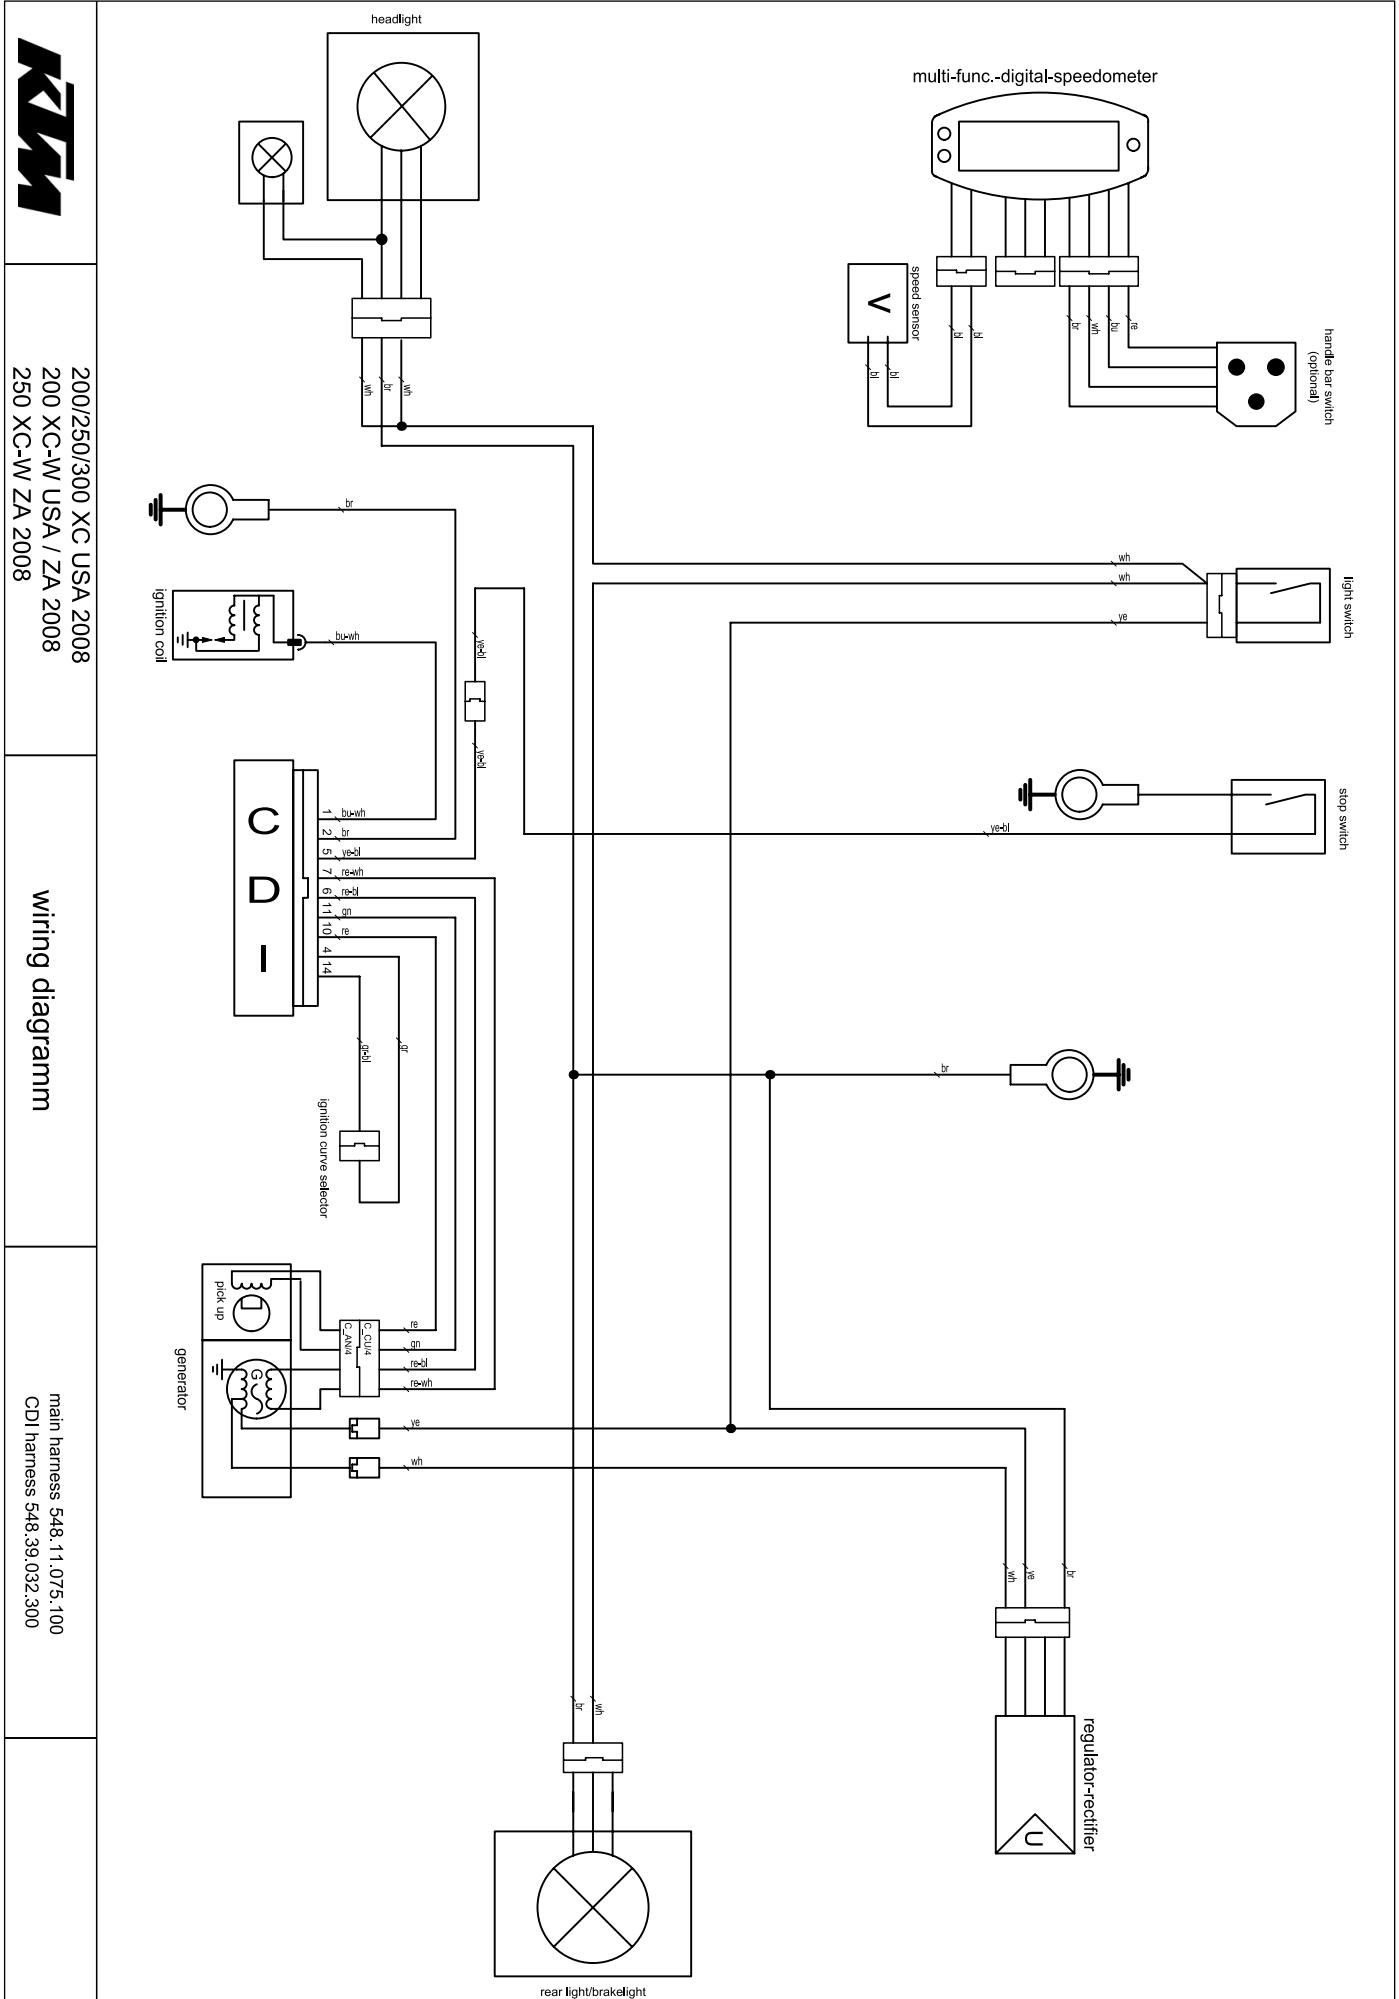 headlight
multi-func.-digital-speedometer
speed sensor
V
bl
bl
bl
bl
br
wh
bu
re
handle bar switch
(optional)
wh
br
wh
br
ignition coil
bu-wh
ye-bl
ye-bl
wh
wh
ye
light switch
stop switch
ye-bl
CDI
1 bu-wh
2 br
5 ye-bl
7 re-wh
6 re-bl
11 gn
10 re
4
14
gr-bl
gr
ignition curve selector
br
pick up
generator
G
C_AN/4
C_CU/4
re
gn
re-bl
re-wh
ye
wh
wh
ye
br
regulator-rectifier
U
br
wh
rear light/brakelight
KTM
200/250/300 XC USA 2008
200 XC-W USA / ZA 2008
250 XC-W ZA 2008
wiring diagramm
main harness 548.11.075.100
CDI harness 548.39.032.300